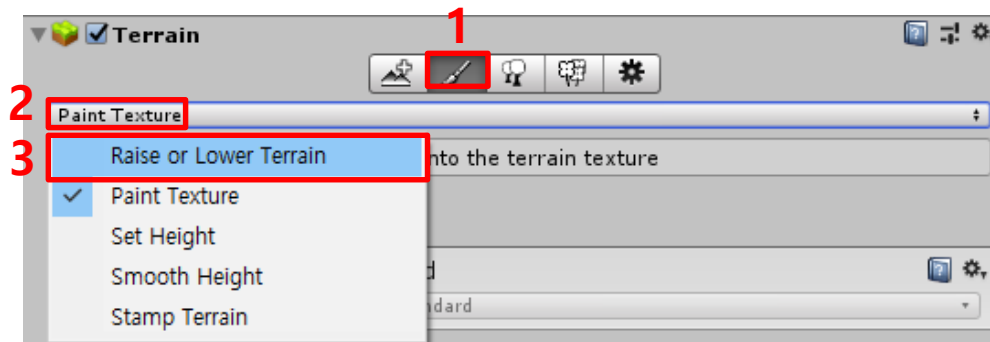 1
Terrain
2
Paint Texture
3
Raise or Lower Terrain
nto the terrain texture
Paint Texture
Set Height
Smooth Height
Stamp Terrain
d
ndard